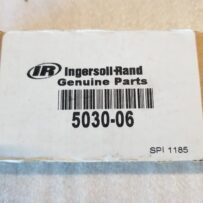 IR Ingersoll-Rand
Genuine Parts
5030-06
SPI 1185